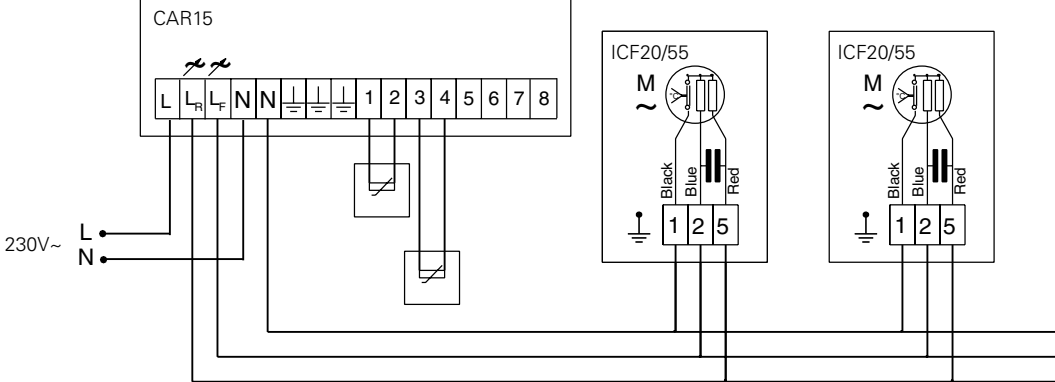 CAR15
L LR LF N N 1 2 3 4 5 6 7 8
230V~ L
N
ICF20/55
M
~
°C
Black
Blue
Red
1 2 5
ICF20/55
M
~
°C
Black
Blue
Red
1 2 5